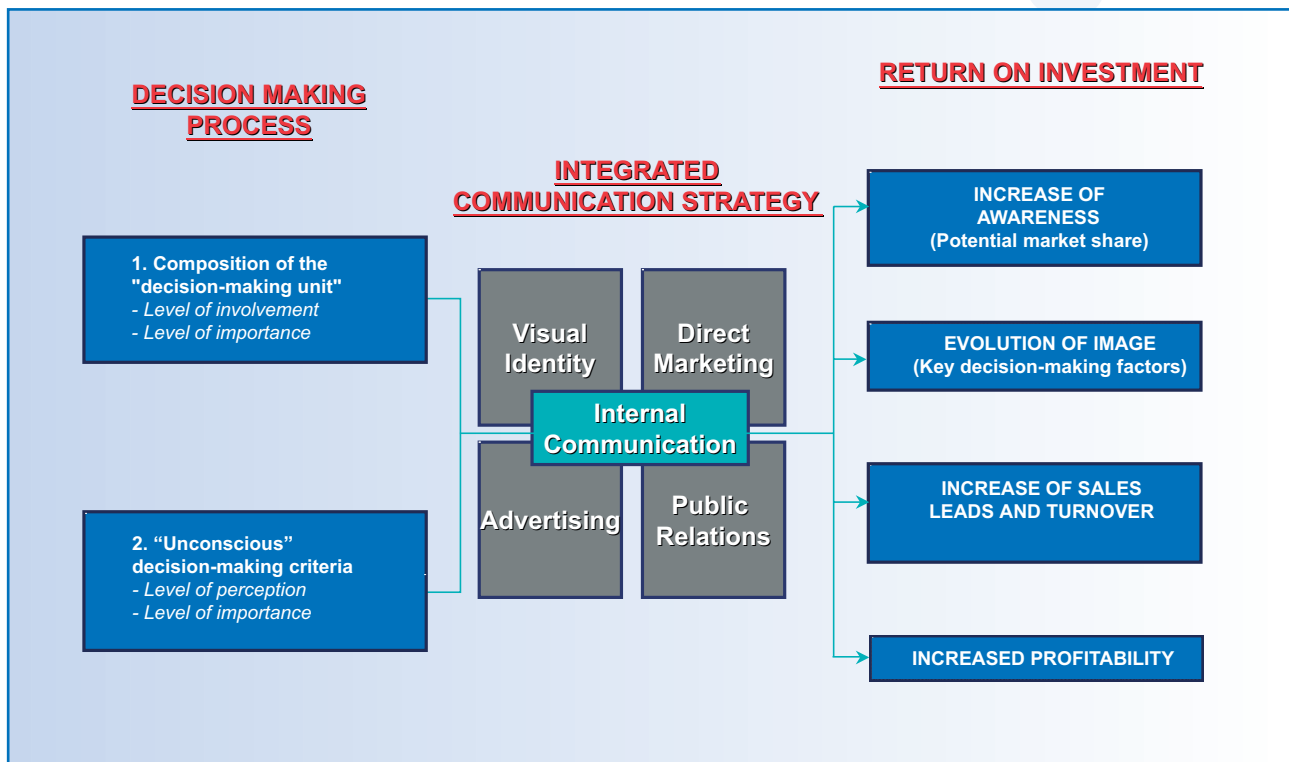 DECISION MAKING
PROCESS
1. Composition of the
"decision-making unit"
- Level of involvement
- Level of importance
2. “Unconscious”
decision-making criteria
- Level of perception
- Level of importance
INTEGRATED
COMMUNICATION STRATEGY
Visual
Identity
Direct
Marketing
Internal
Communication
Advertising
Public
Relations
RETURN ON INVESTMENT
INCREASE OF
AWARENESS
(Potential market share)
EVOLUTION OF IMAGE
(Key decision-making factors)
INCREASE OF SALES
LEADS AND TURNOVER
INCREASED PROFITABILITY